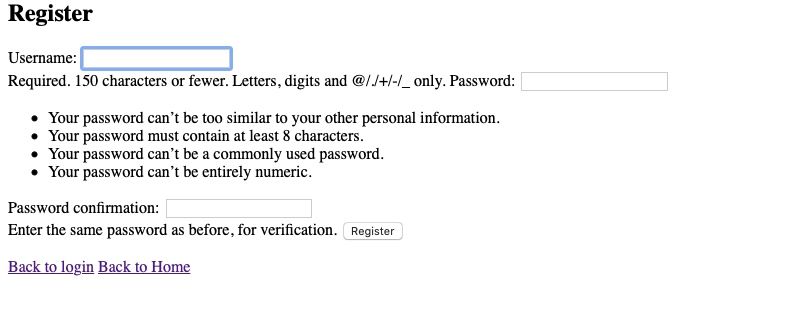 Register
Username:
Required. 150 characters or fewer. Letters, digits and @/./+/-/_ only. Password:
• Your password can’t be too similar to your other personal information.
• Your password must contain at least 8 characters.
• Your password can’t be a commonly used password.
• Your password can’t be entirely numeric.
Password confirmation:
Enter the same password as before, for verification. Register
Back to login Back to Home